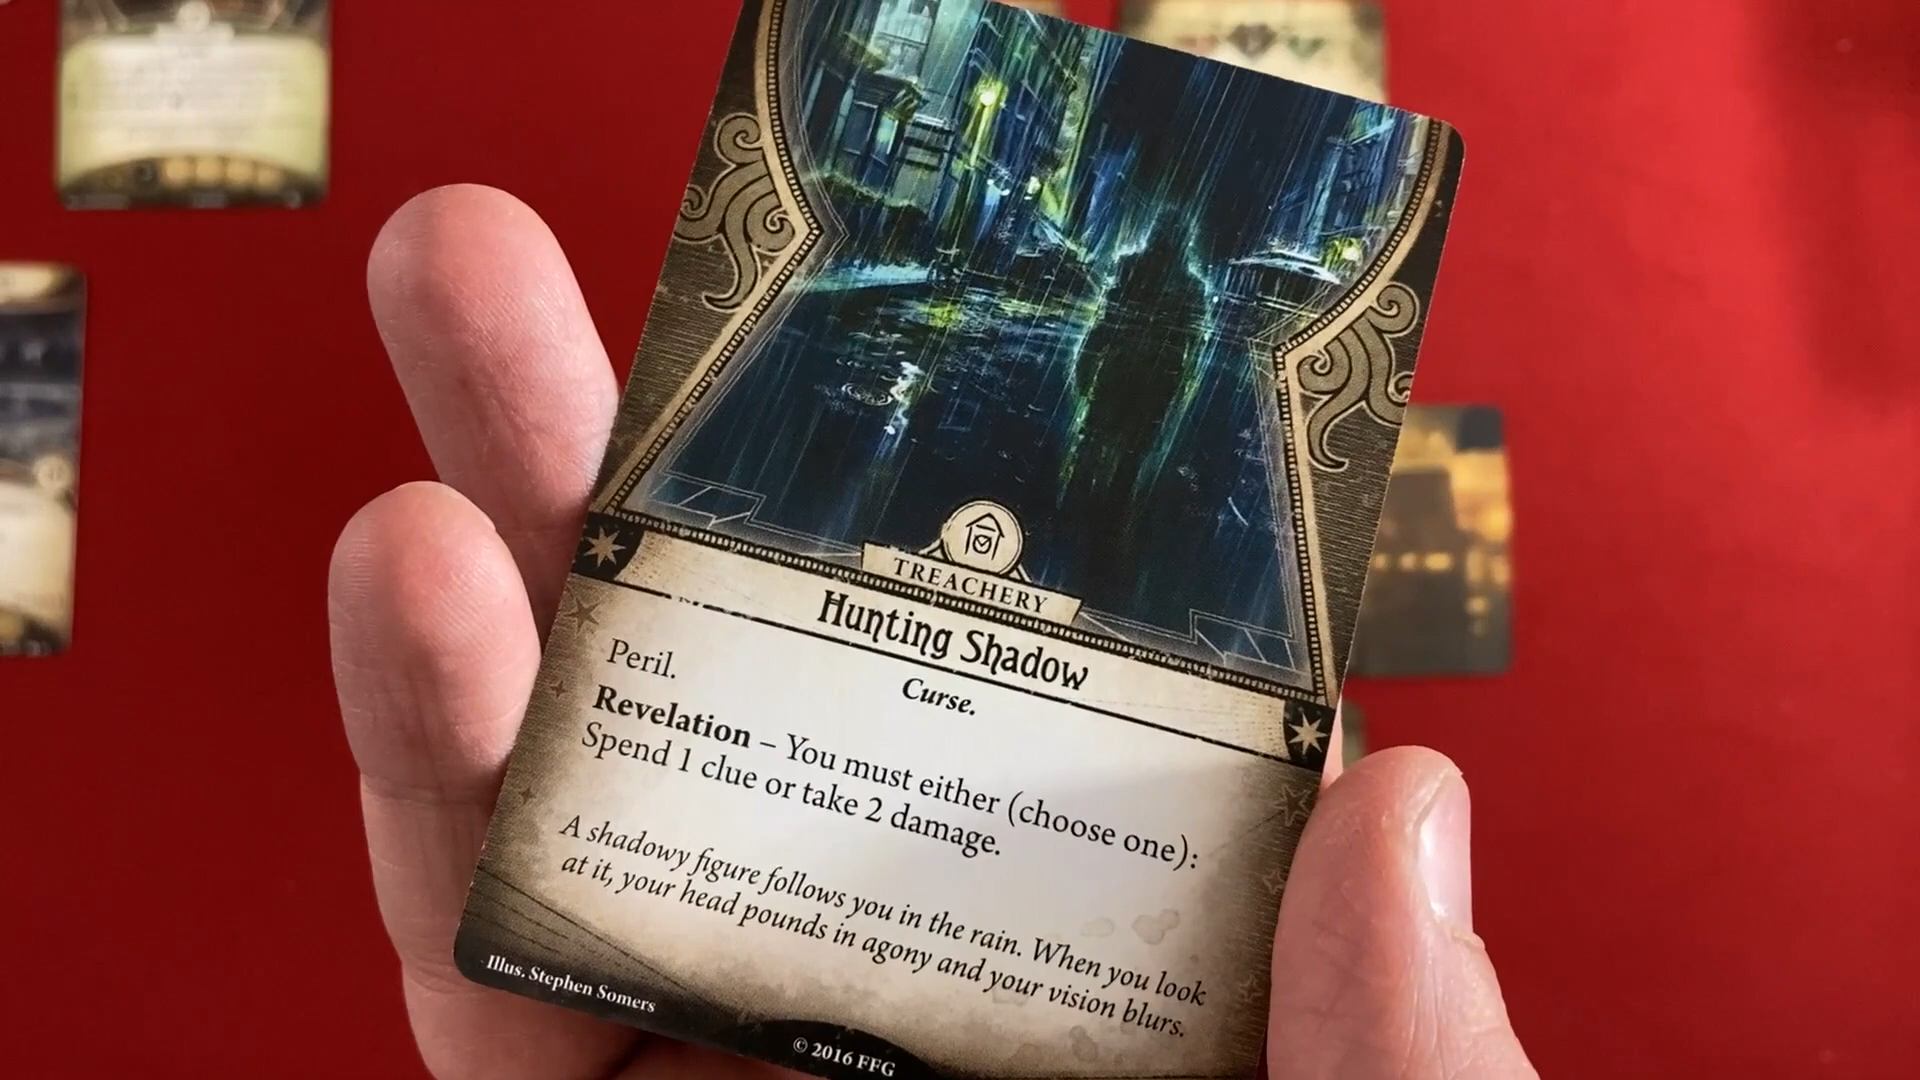 TREACHERY
Hunting Shadow
Curse.
Peril.
Revelation – You must either (choose one):
Spend 1 clue or take 2 damage.
A shadowy figure follows you in the rain. When you look
at it, your head pounds in agony and your vision blurs.
Illus. Stephen Somers
© 2016 FFG